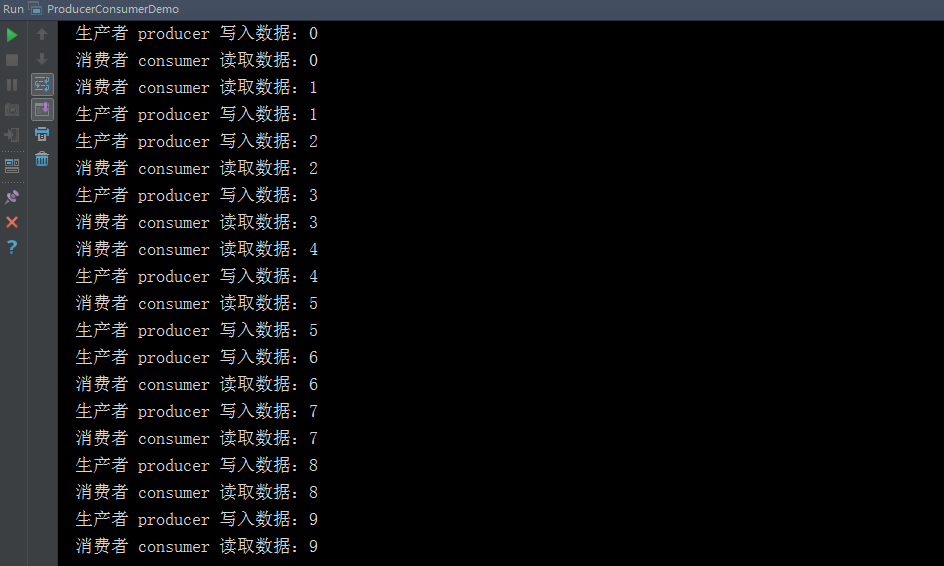 Run ProducerConsumerDemo
生产者 producer 写入数据：0
消费者 consumer 读取数据：0
消费者 consumer 读取数据：1
生产者 producer 写入数据：1
生产者 producer 写入数据：2
消费者 consumer 读取数据：2
生产者 producer 写入数据：3
消费者 consumer 读取数据：3
消费者 consumer 读取数据：4
生产者 producer 写入数据：4
消费者 consumer 读取数据：5
生产者 producer 写入数据：5
生产者 producer 写入数据：6
消费者 consumer 读取数据：6
生产者 producer 写入数据：7
消费者 consumer 读取数据：7
生产者 producer 写入数据：8
消费者 consumer 读取数据：8
生产者 producer 写入数据：9
消费者 consumer 读取数据：9